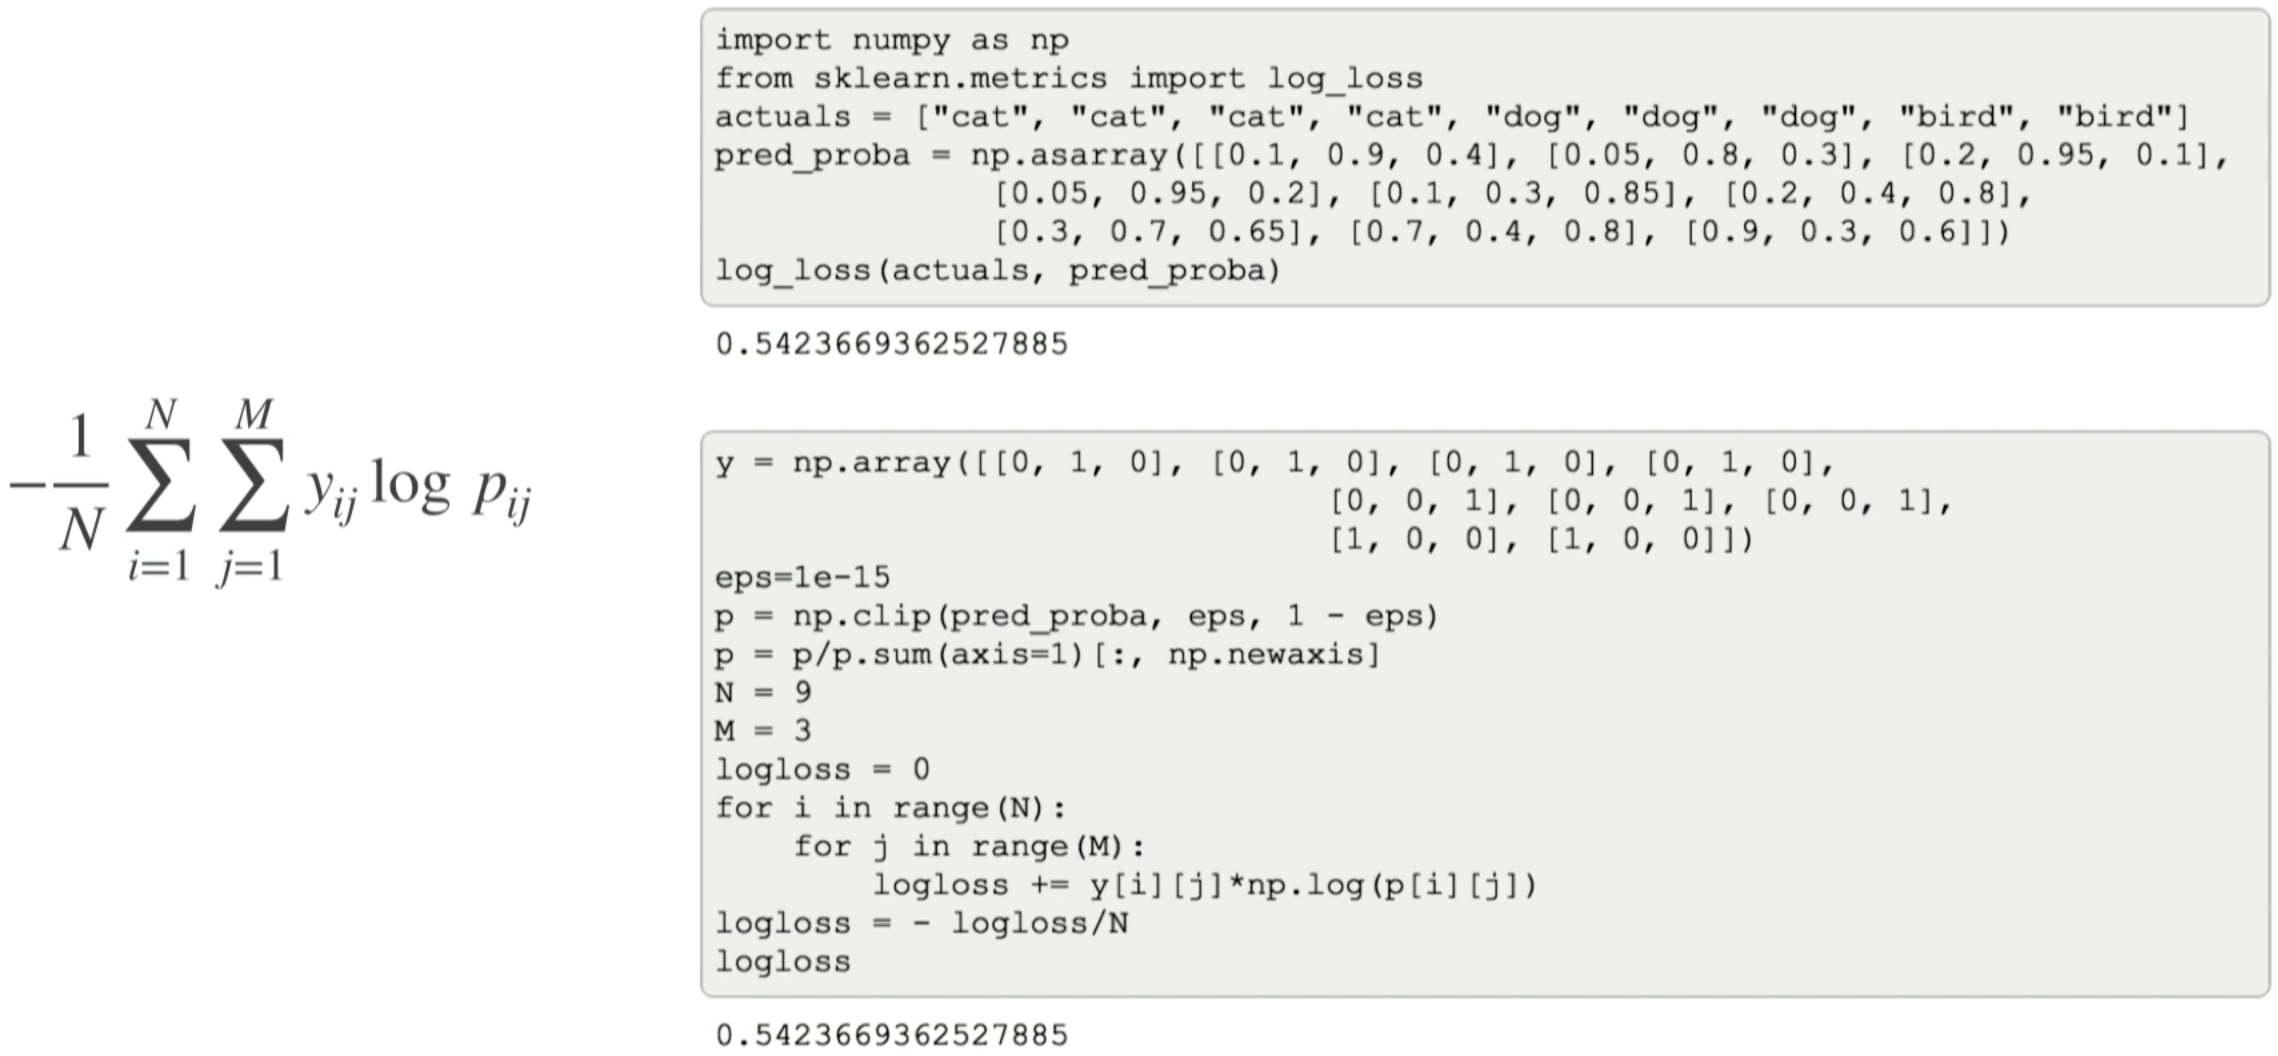 import numpy as np
from sklearn.metrics import log_loss
actuals = ["cat", "cat", "cat", "cat", "dog", "dog", "dog", "bird", "bird"]
pred_proba = np.asarray([[0.1, 0.9, 0.4], [0.05, 0.8, 0.3], [0.2, 0.95, 0.1],
              [0.05, 0.95, 0.2], [0.1, 0.3, 0.85], [0.2, 0.4, 0.8],
              [0.3, 0.7, 0.65], [0.7, 0.4, 0.8], [0.9, 0.3, 0.6]])
log_loss(actuals, pred_proba)
0.5423669362527885
−\frac{1}{N} \sum_{i=1}^{N} \sum_{j=1}^{M} y_{ij} \log p_{ij}
y = np.array([[0, 1, 0], [0, 1, 0], [0, 1, 0], [0, 1, 0],
                               [0, 0, 1], [0, 0, 1], [0, 0, 1],
                               [1, 0, 0], [1, 0, 0]])
eps=1e-15
p = np.clip(pred_proba, eps, 1 - eps)
p = p/p.sum(axis=1)[:, np.newaxis]
N = 9
M = 3
logloss = 0
for i in range(N):
    for j in range(M):
        logloss += y[i][j]*np.log(p[i][j])
logloss = - logloss/N
logloss
0.5423669362527885